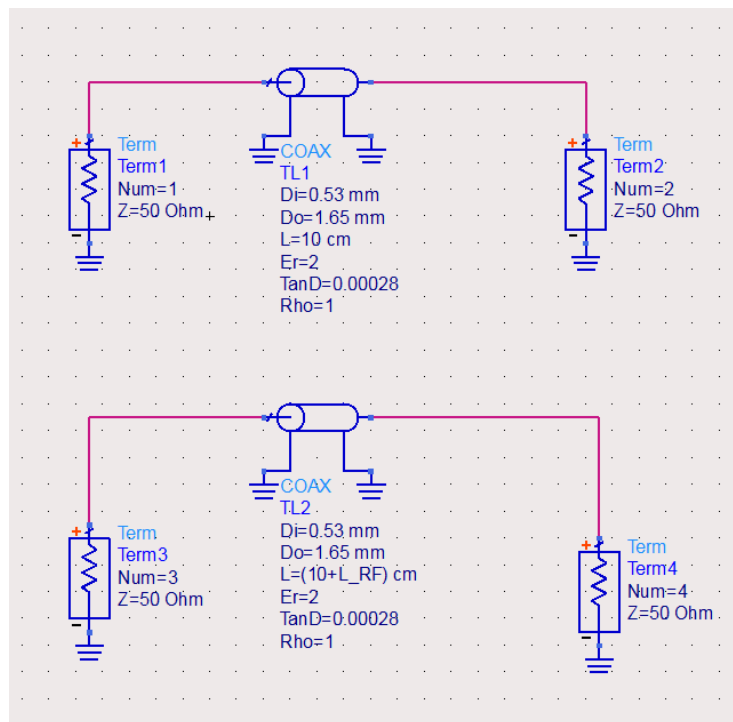 Term
Term1
Num=1
Z=50 Ohm
COAX
TL1
Di=0.53 mm
Do=1.65 mm
L=10 cm
Er=2
TanD=0.00028
Rho=1
Term
Term2
Num=2
Z=50 Ohm
Term
Term3
Num=3
Z=50 Ohm
COAX
TL2
Di=0.53 mm
Do=1.65 mm
L=(10+L_RF) cm
Er=2
TanD=0.00028
Rho=1
Term
Term4
Num=4
Z=50 Ohm